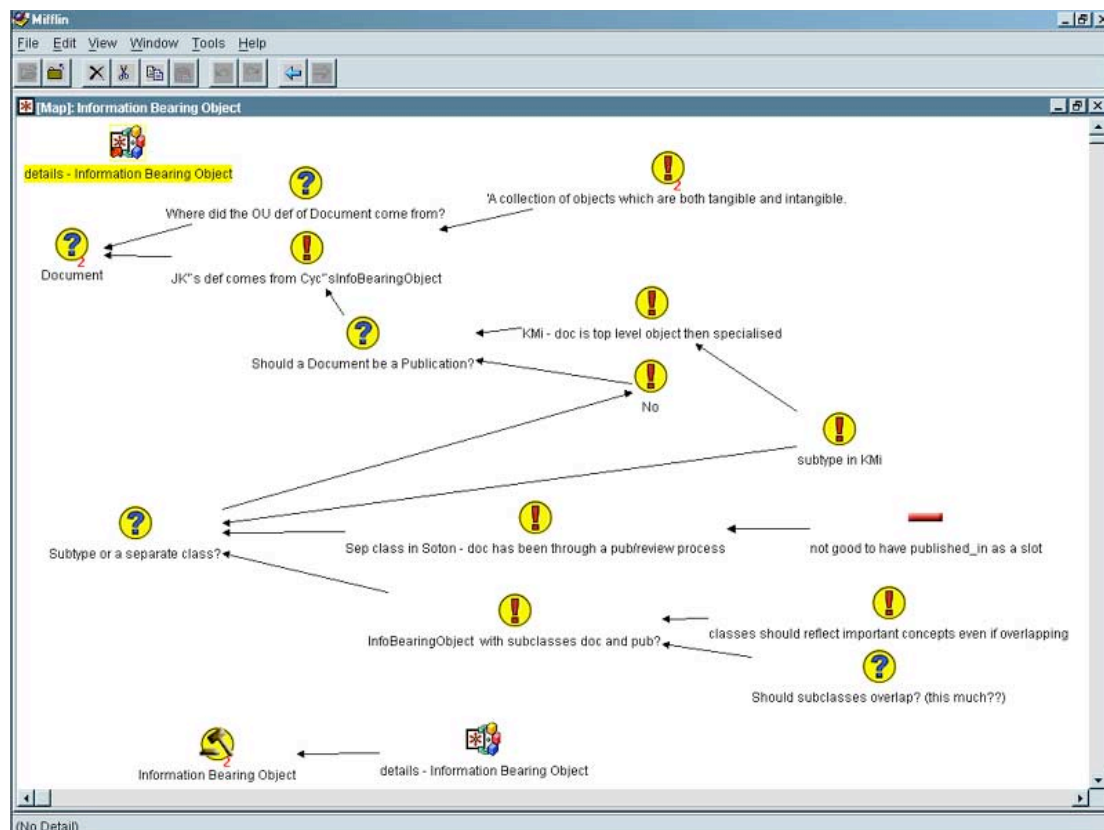 Mifflin
File Edit View Window Tools Help
[Map]: Information Bearing Object
details - Information Bearing Object
'A collection of objects which are both tangible and intangible.
2
Where did the OU def of Document come from?
2
Document
JK"s def comes from Cyc"sInfoBearingObject
KMi - doc is top level object then specialised
Should a Document be a Publication?
No
subtype in KMi
Subtype or a separate class?
Sep class in Soton - doc has been through a pub/review process
not good to have published_in as a slot
InfoBearingObject with subclasses doc and pub?
classes should reflect important concepts even if overlapping
Should subclasses overlap? (this much??)
2
Information Bearing Object
details - Information Bearing Object
(No Detail)